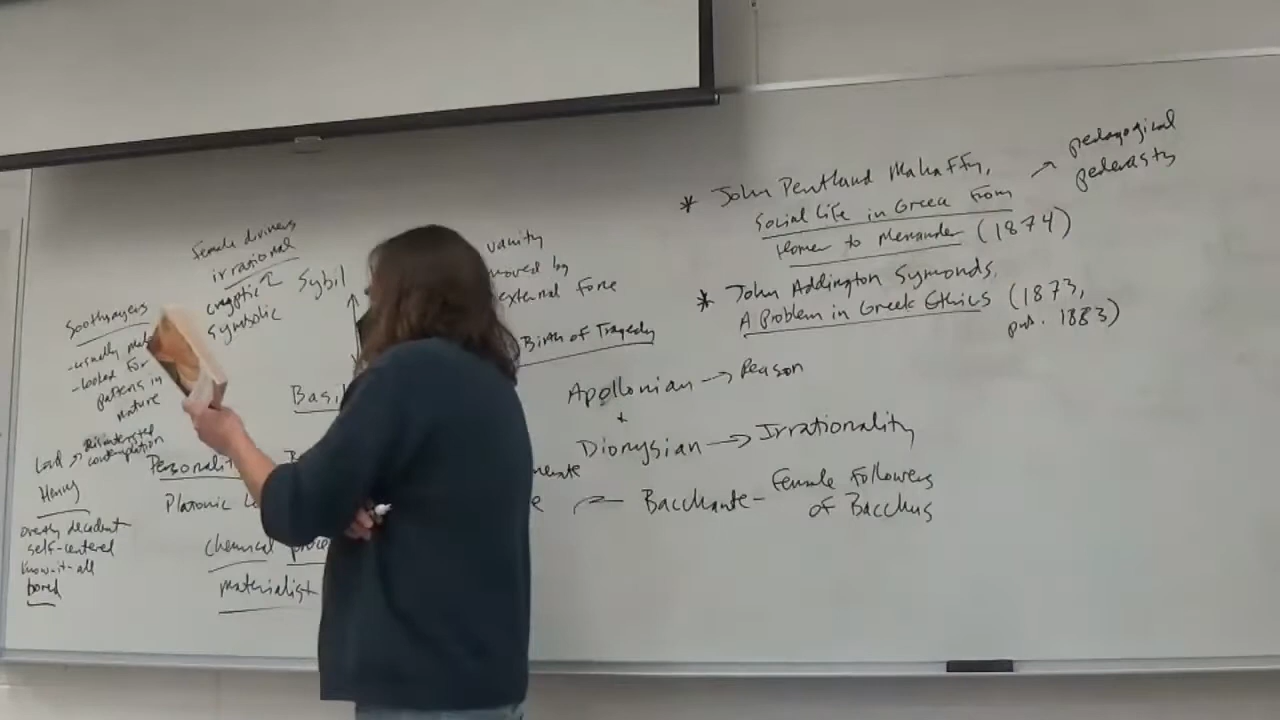 Female diviners
irrational
cryptic
symbolic
Soothsayers
-usually
-looked for
patterns in
nature
Lord → Disinterested
contemplation
Henry
overly decadent
self-centered
know-it-all
bored
Sybil
Basil
Personality
Platonic
chemical
materialist
vanity
moved by
external force
Birth of Tragedy
Apollonian → Reason
+
Dionysian → Irrationality
Bacchante - Female Followers
of Bacchus
* John Pentland Mahaffy,
Social Life in Greece From
Homer to Menander (1874)
→ pedagogical
pederasty
* John Addington Symonds,
A Problem in Greek Ethics (1873,
pub. 1883)